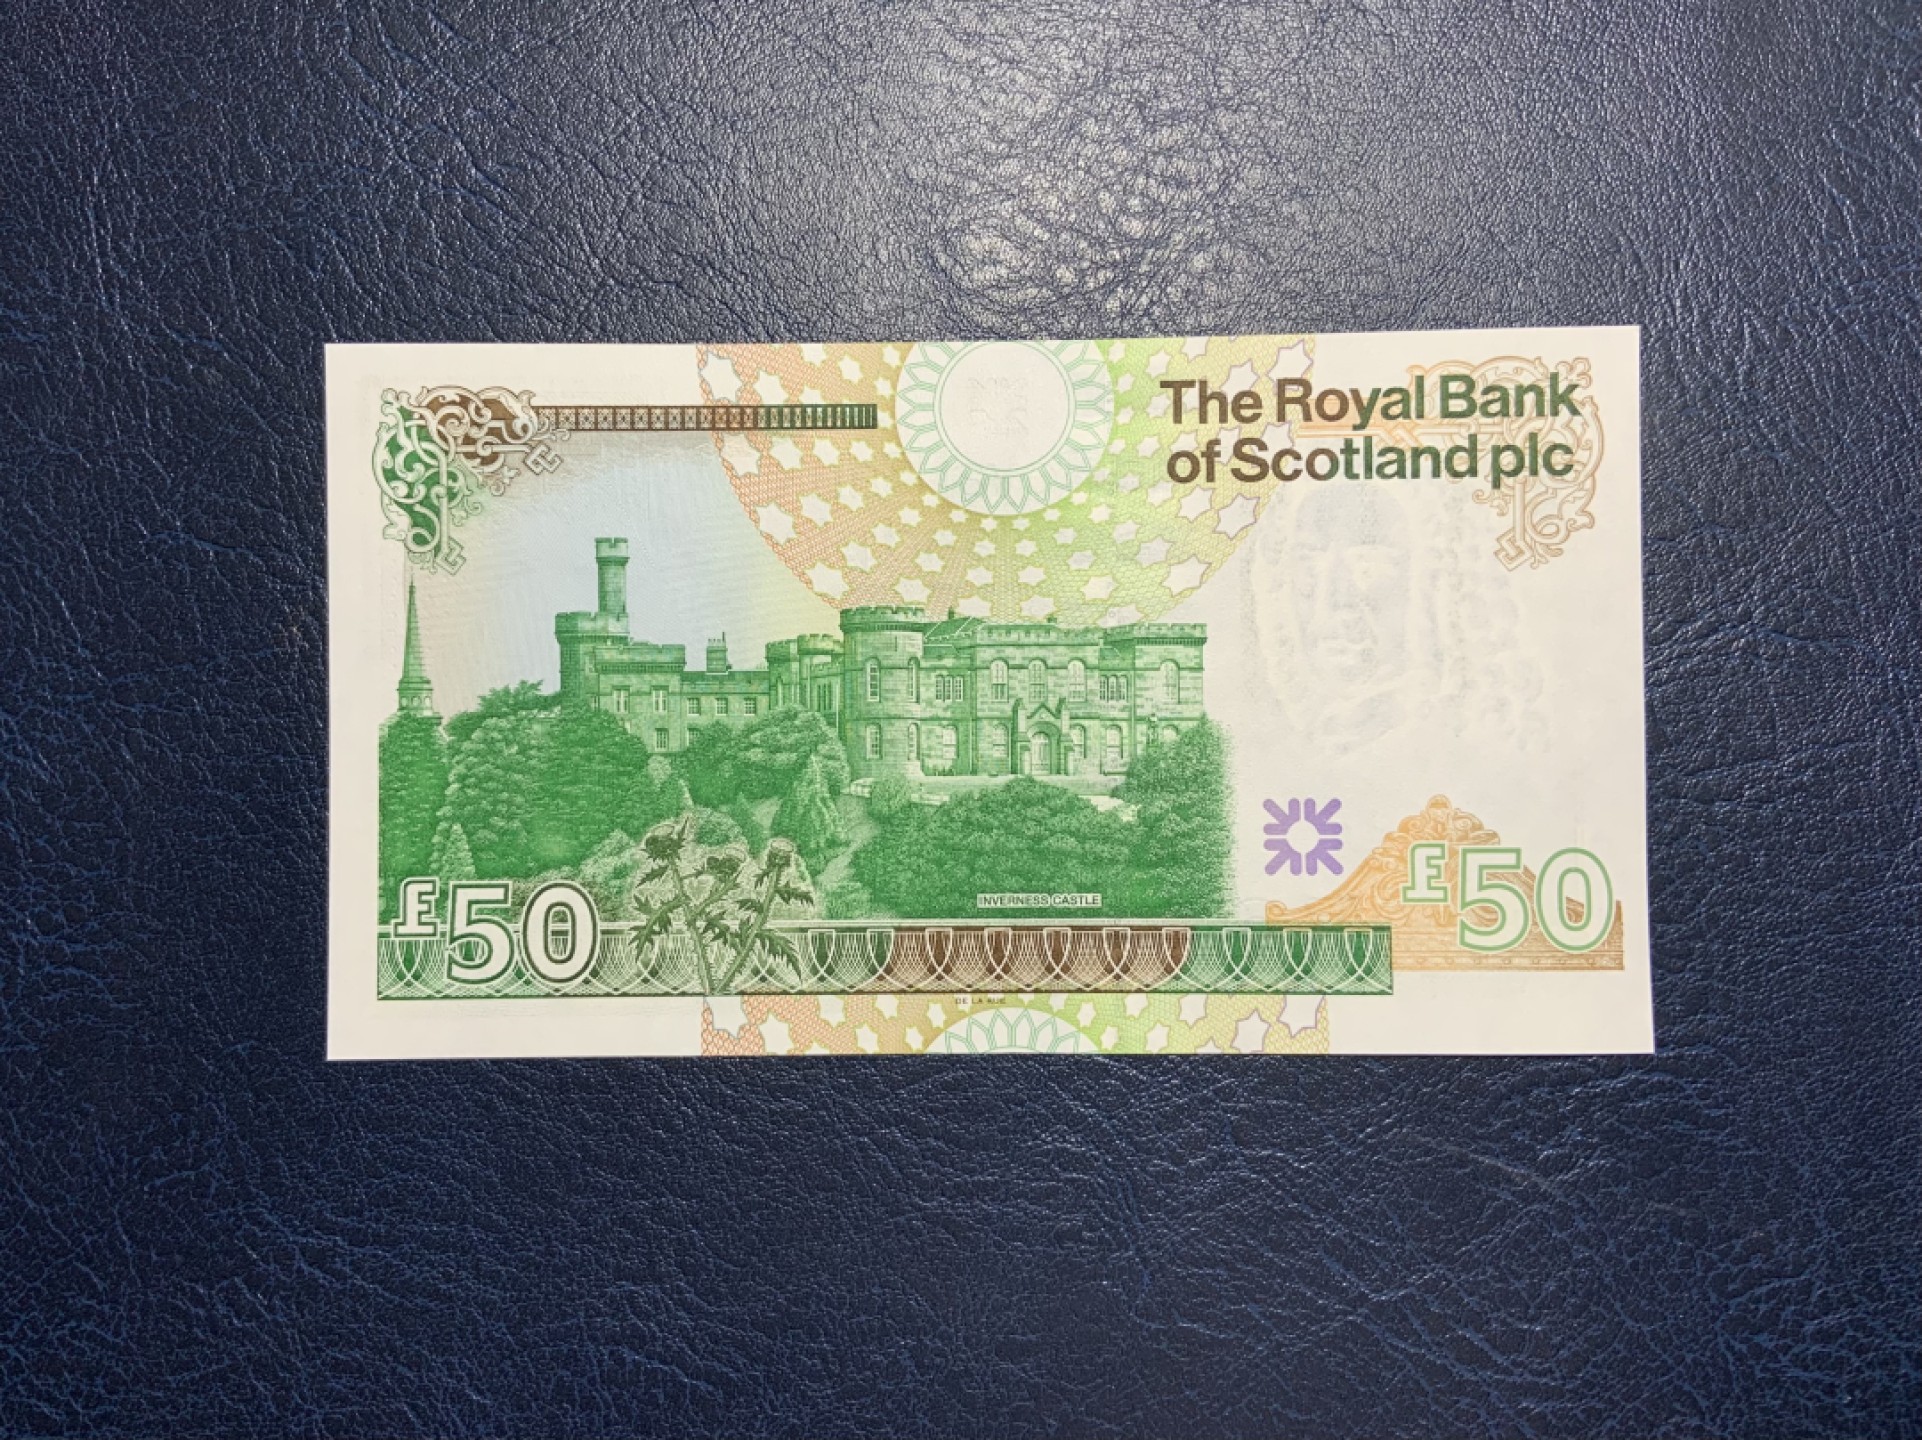 The Royal Bank
of Scotland plc
INVERNESS CASTLE
£50
£50
DE LA RUE